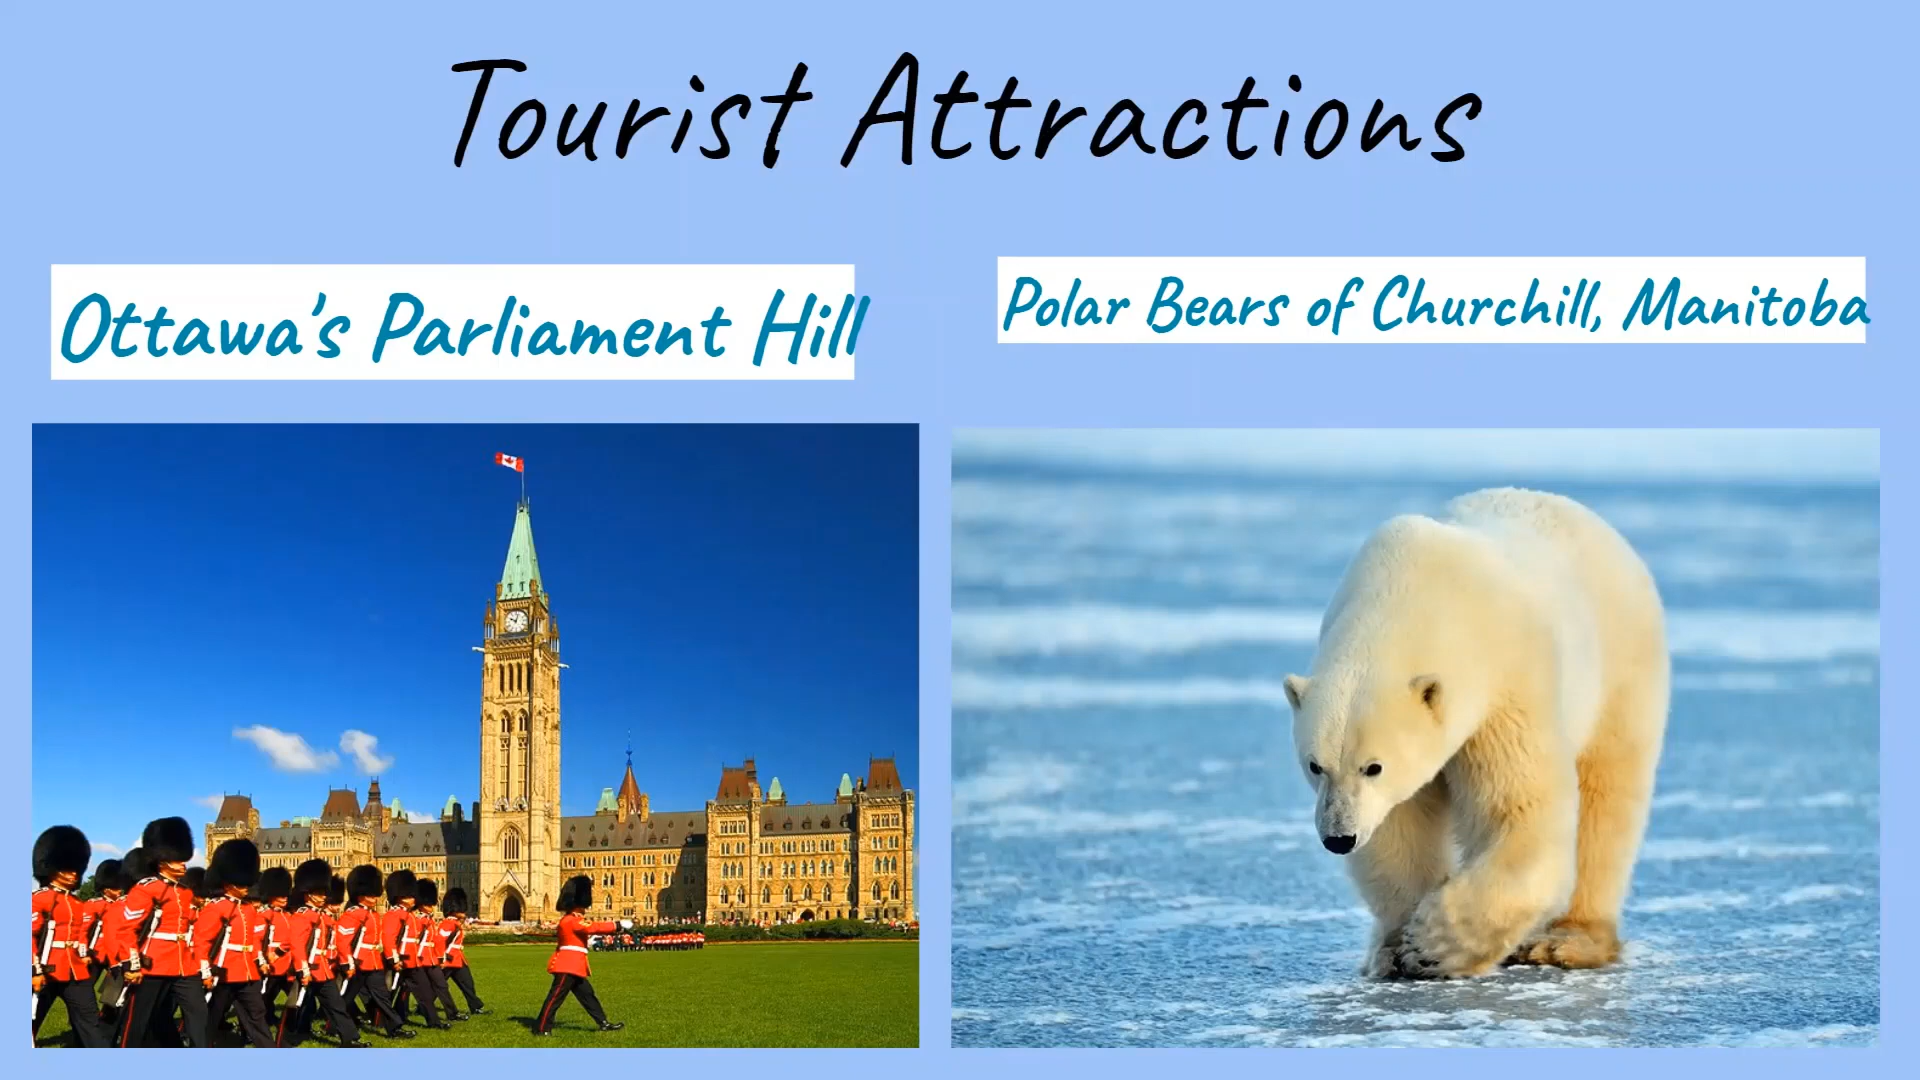 Tourist Attractions
Ottawa's Parliament Hill
Polar Bears of Churchill, Manitoba